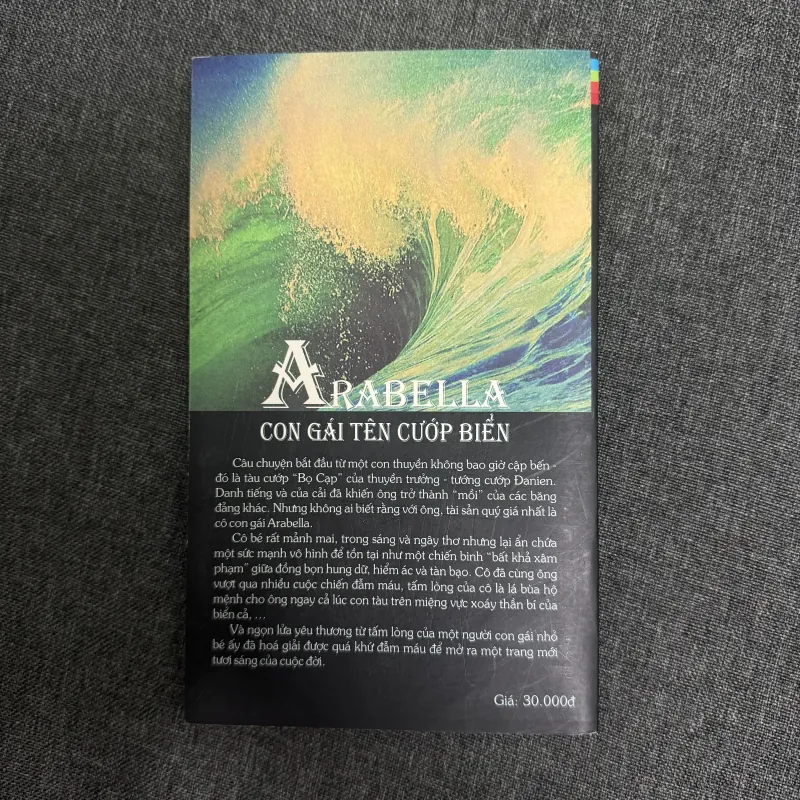 ARABELLA
CON GÁI TÊN CƯỚP BIỂN
Câu chuyện bắt đầu từ một con thuyền không bao giờ cập bến -
đó là tàu cướp “Bọ Cạp” của thuyền trưởng - tướng cướp Đanien.
Danh tiếng và của cải đã khiến ông trở thành “mồi” của các băng
đảng khác. Nhưng không ai biết rằng với ông, tài sản quý giá nhất là
cô con gái Arabella.
Cô bé rất mảnh mai, trong sáng và ngây thơ nhưng lại ẩn chứa
một sức mạnh vô hình để tồn tại như một chiến binh “bất khả xâm
phạm” giữa đồng bọn hung dữ, hiểm ác và tàn bạo. Cô đã cùng ông
vượt qua nhiều cuộc chiến đẫm máu, tấm lòng của cô là lá bùa hộ
mệnh cho ông ngay cả lúc con tàu trên miệng vực xoáy thần bí của
biển cả, ...
Và ngọn lửa yêu thương từ tấm lòng của một người con gái nhỏ
bé ấy đã hoá giải được quá khứ đẫm máu để mở ra một trang mới
tươi sáng của cuộc đời.
Giá: 30.000đ